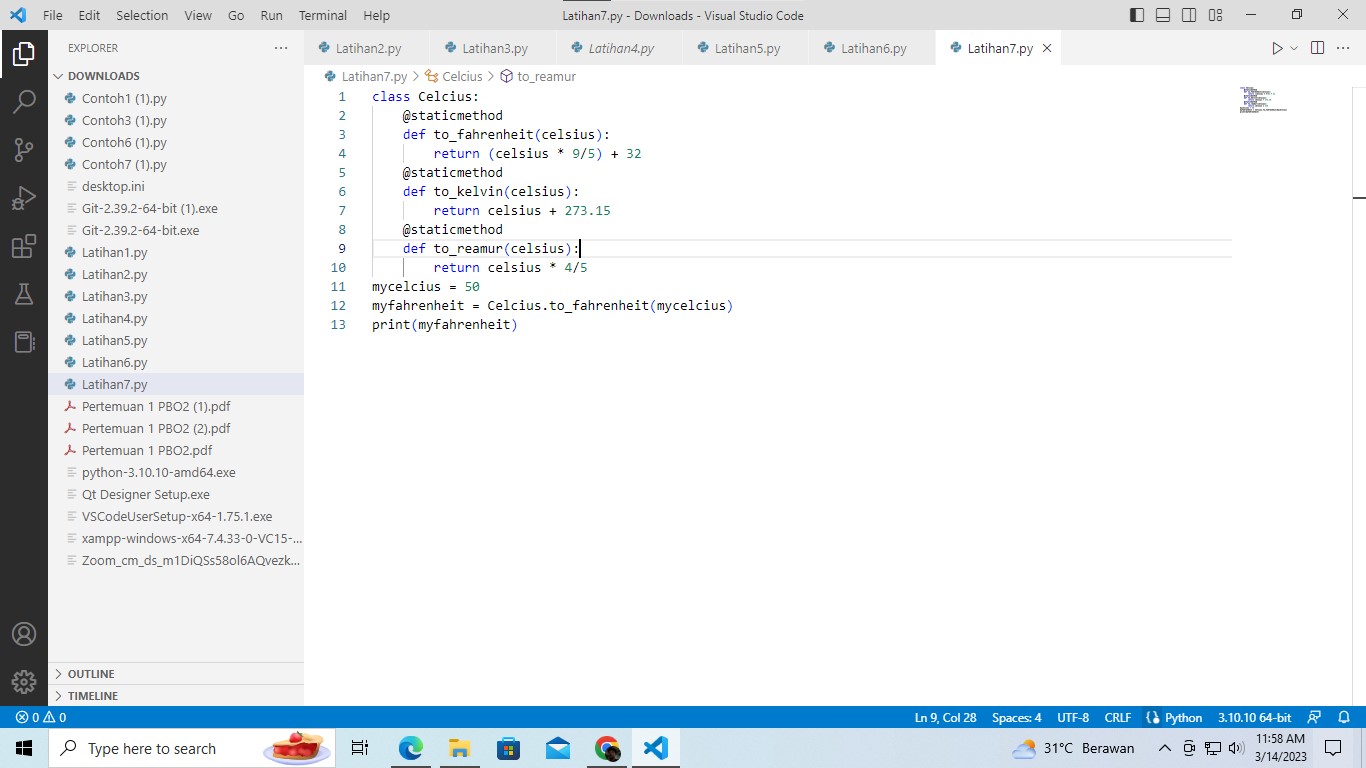 File Edit Selection View Go Run Terminal Help Latihan7.py - Downloads - Visual Studio Code
EXPLORER
Latihan2.py Latihan3.py Latihan4.py Latihan5.py Latihan6.py Latihan7.py
DOWNLOADS
Contoh1 (1).py
Contoh3 (1).py
Contoh6 (1).py
Contoh7 (1).py
desktop.ini
Git-2.39.2-64-bit (1).exe
Git-2.39.2-64-bit.exe
Latihan1.py
Latihan2.py
Latihan3.py
Latihan4.py
Latihan5.py
Latihan6.py
Latihan7.py
Pertemuan 1 PBO2 (1).pdf
Pertemuan 1 PBO2 (2).pdf
Pertemuan 1 PBO2.pdf
python-3.10.10-amd64.exe
Qt Designer Setup.exe
VSCodeUserSetup-x64-1.75.1.exe
xampp-windows-x64-7.4.33-0-VC15-...
Zoom_cm_ds_m1DiQSs58ol6AQvezk...
OUTLINE
TIMELINE
Latihan7.py > Celcius > to_reamur
1 class Celcius:
2 @staticmethod
3 def to_fahrenheit(celsius):
4 return (celsius * 9/5) + 32
5 @staticmethod
6 def to_kelvin(celsius):
7 return celsius + 273.15
8 @staticmethod
9 def to_reamur(celsius):
10 return celsius * 4/5
11 mycelcius = 50
12 myfahrenheit = Celcius.to_fahrenheit(mycelcius)
13 print(myfahrenheit)
0 0 Ln 9, Col 28 Spaces: 4 UTF-8 CRLF Python 3.10.10 64-bit
Type here to search 31°C Berawan 11:58 AM
3/14/2023